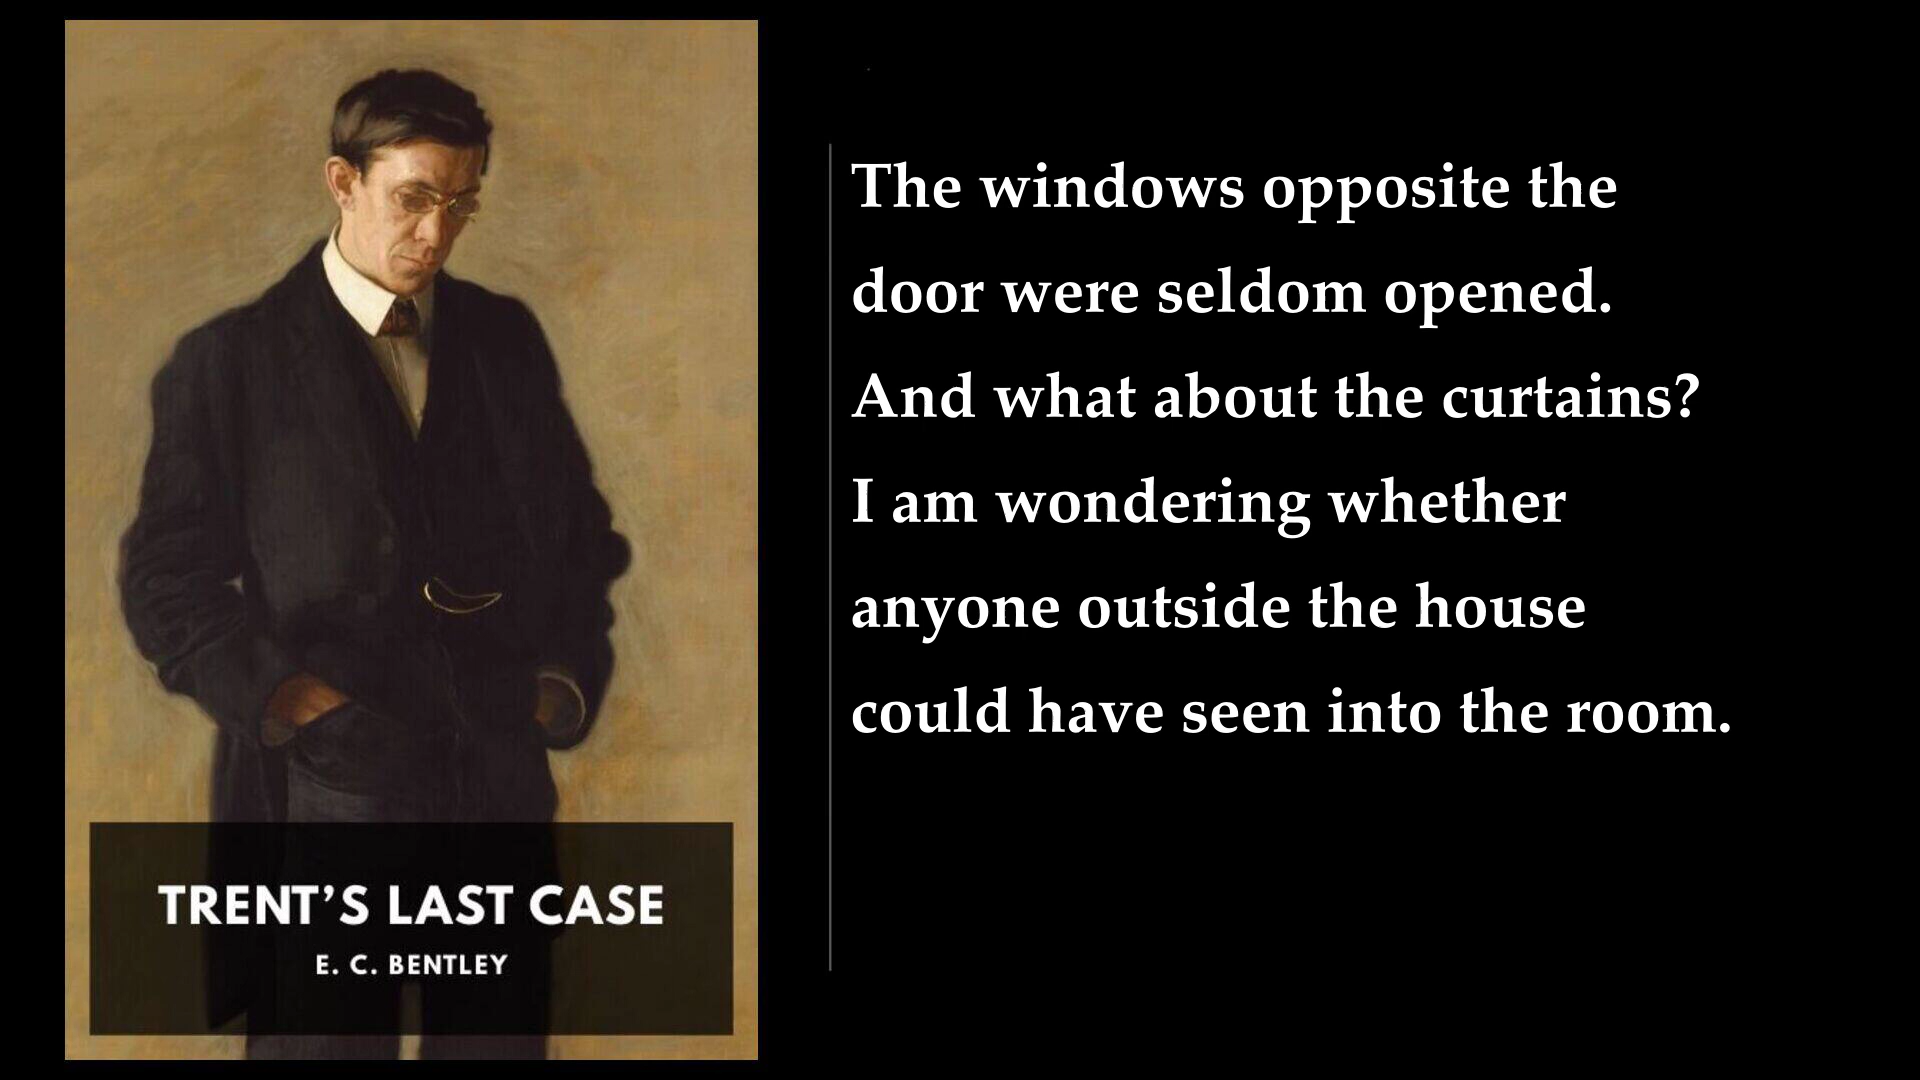 TRENT’S LAST CASE
E. C. BENTLEY
The windows opposite the
door were seldom opened.
And what about the curtains?
I am wondering whether
anyone outside the house
could have seen into the room.